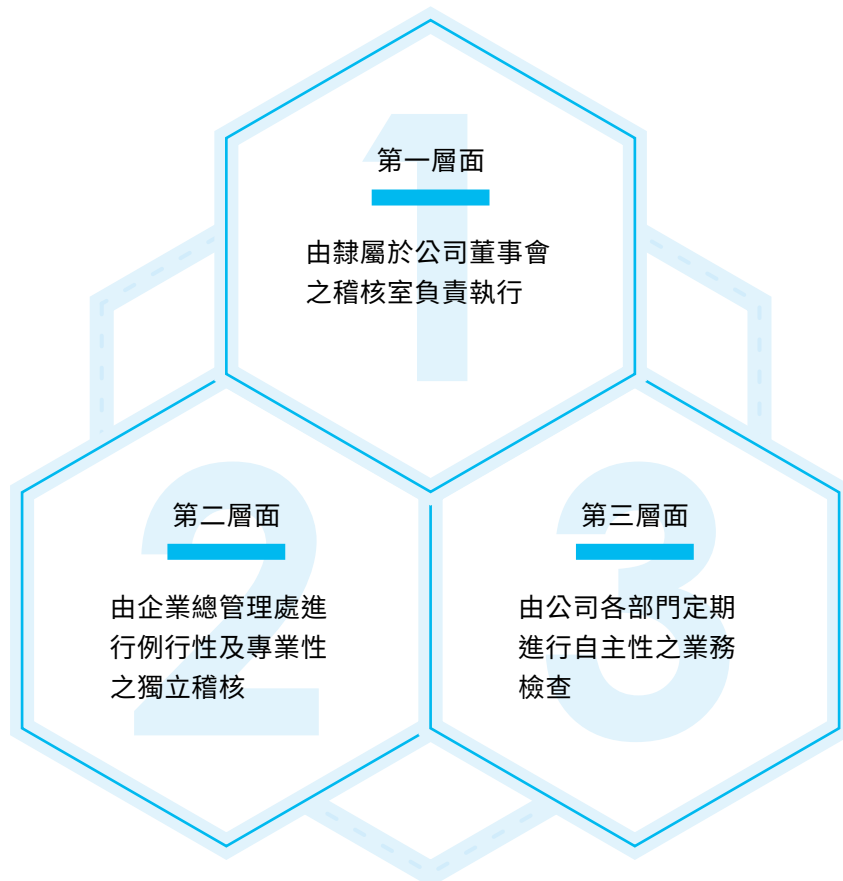 1
第一層面
由隸屬於公司董事會
之稽核室負責執行
2
第二層面
由企業總管理處進
行例行性及專業性
之獨立稽核
3
第三層面
由公司各部門定期
進行自主性之業務
檢查